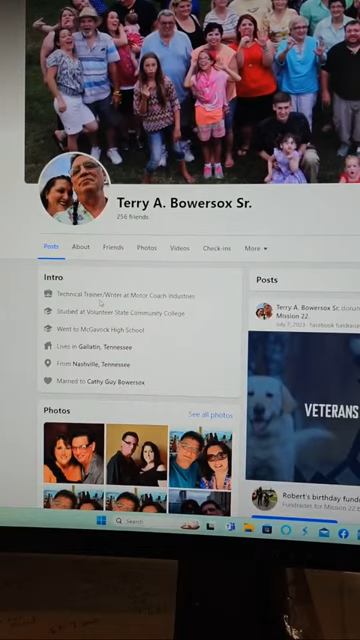 Terry A. Bowersox Sr.
256 friends
Posts About Friends Photos Videos Check-ins More
Intro
Technical Trainer/Writer at Motor Coach Industries
Studied at Volunteer State Community College
Went to McGavock High School
Lives in Gallatin, Tennessee
From Nashville, Tennessee
Married to Cathy Guy Bowersox
Photos
See all photos
Posts
Terry A. Bowersox Sr. donat
Mission 22.
July 7, 2023 · Facebook fundraise
VETERANS
Robert's birthday fund
Fundraiser for Mission 22 b
Search